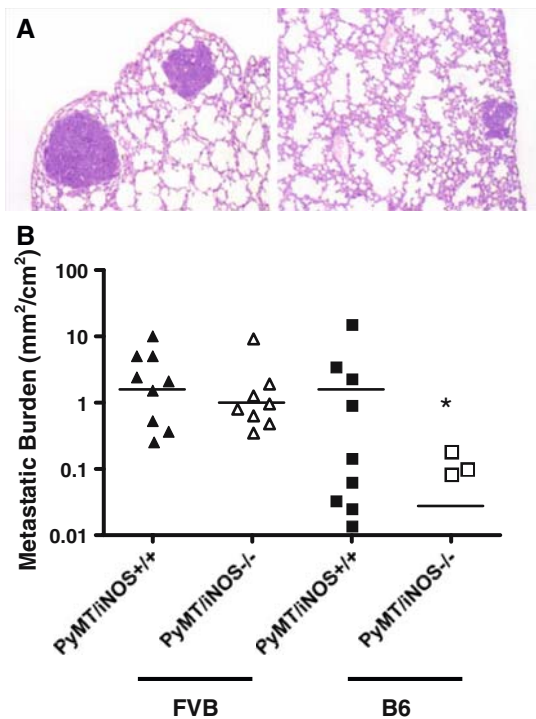 A
B
Metastatic Burden (mm²/cm²)
100
10
1
0.1
0.01
*
PyMT/iNOS+/+
PyMT/iNOS-/-
PyMT/iNOS+/+
PyMT/iNOS-/-
FVB
B6